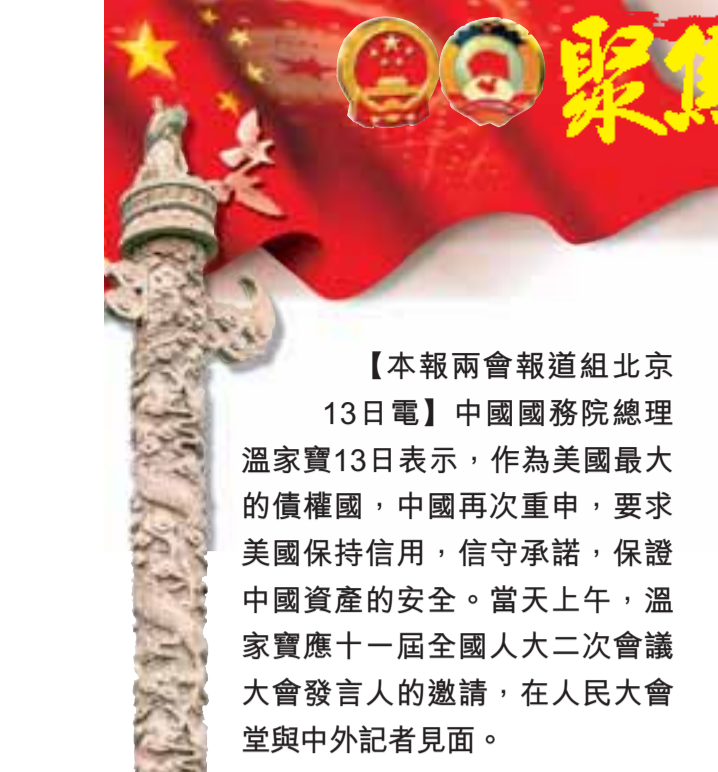 聚焦
【本報兩會報道組北京
13日電】中國國務院總理
溫家寶13日表示，作為美國最大
的債權國，中國再次重申，要求
美國保持信用，信守承諾，保證
中國資產的安全。當天上午，溫
家寶應十一屆全國人大二次會議
大會發言人的邀請，在人民大會
堂與中外記者見面。